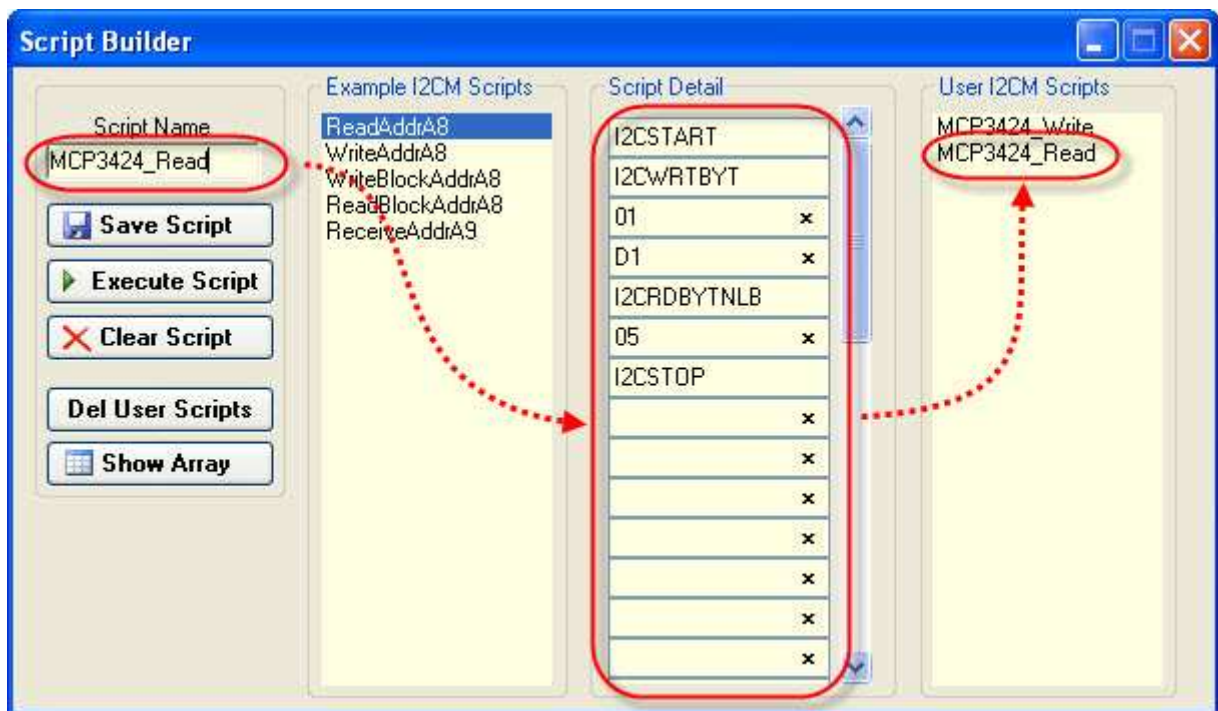 Script Builder
Script Name
MCP3424_Read
Save Script
Execute Script
Clear Script
Del User Scripts
Show Array
Example I2CM Scripts
ReadAddrA8
WriteAddrA8
WriteBlockAddrA8
ReadBlockAddrA8
ReceiveAddrA9
Script Detail
I2CSTART
I2CWRTBYT
01 x
D1 x
I2CRDBYTNLB
05 x
I2CSTOP
x
x
x
x
x
x
x
User I2CM Scripts
MCP3424_Write
MCP3424_Read